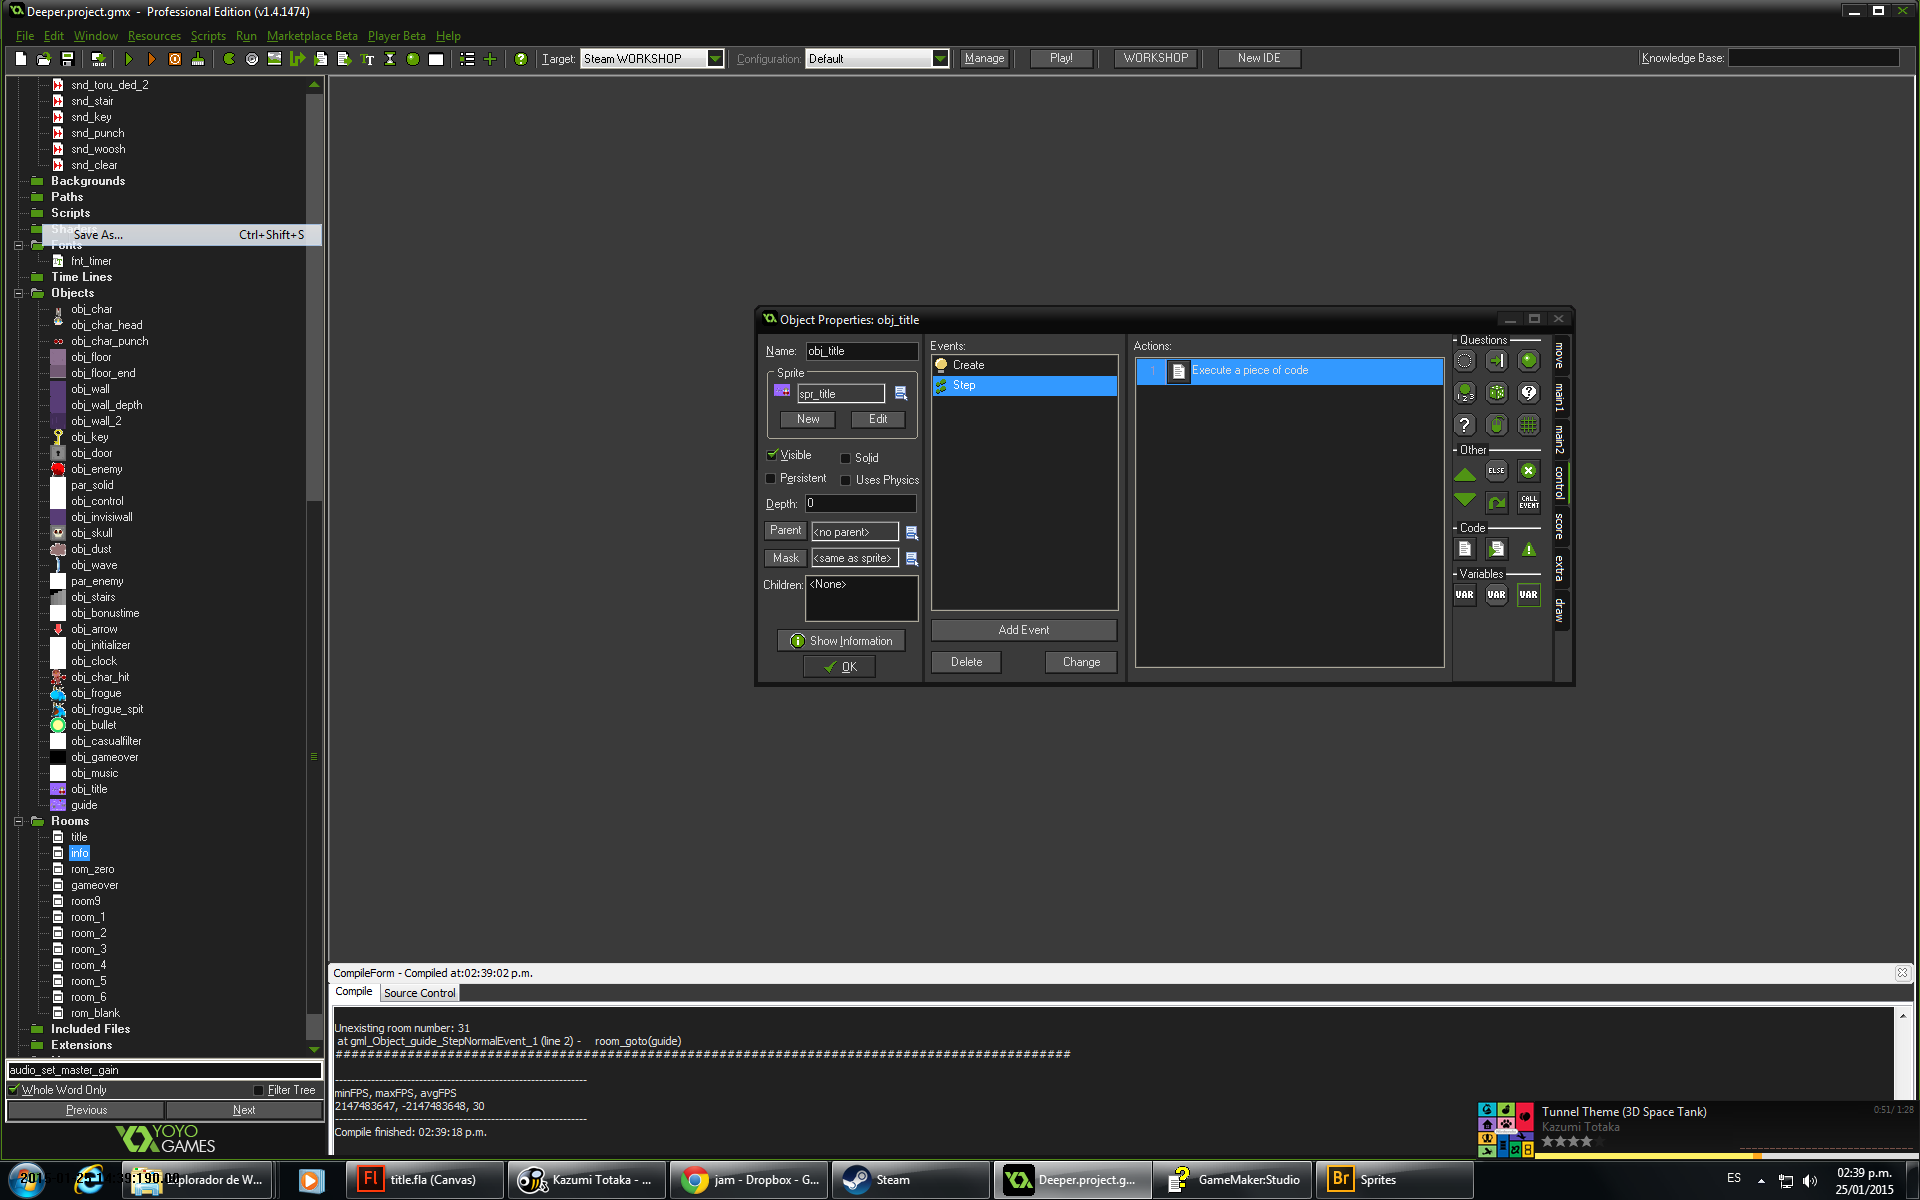 Deeper.project.gmx - Professional Edition (v1.4.1474)
File Edit Window Resources Scripts Run Marketplace Beta Player Beta Help
Target: Steam WORKSHOP Configuration: Default Manage Play! WORKSHOP New IDE Knowledge Base:
snd_toru_ded_2
snd_stair
snd_key
snd_punch
snd_woosh
snd_clear
Backgrounds
Paths
Scripts
Shaders
Save As... Ctrl+Shift+S
Fonts
fnt_timer
Time Lines
Objects
obj_char
obj_char_head
obj_char_punch
obj_floor
obj_floor_end
obj_wall
obj_wall_depth
obj_wall_2
obj_key
obj_door
obj_enemy
par_solid
obj_control
obj_invisiwall
obj_skull
obj_dust
obj_wave
par_enemy
obj_stairs
obj_bonustime
obj_arrow
obj_initializer
obj_clock
obj_char_hit
obj_frogue
obj_frogue_spit
obj_bullet
obj_casualfilter
obj_gameover
obj_music
obj_title
guide
Rooms
title
info
rom_zero
gameover
room9
room_1
room_2
room_3
room_4
room_5
room_6
rom_blank
Included Files
Extensions
audio_set_master_gain
Whole Word Only Filter Tree
Previous Next
YOYO GAMES
Object Properties: obj_title
Name: obj_title
Sprite
spr_title
New Edit
Visible Solid
Persistent Uses Physics
Depth: 0
Parent <no parent>
Mask <same as sprite>
Children: <None>
Show Information
OK
Events:
Create
Step
Add Event
Delete Change
Actions:
1 Execute a piece of code
Questions
1 2 3
?
Other
ELSE
CALL EVENT
Code
Variables
VAR VAR VAR
move
main1
main2
control
score
extra
draw
CompileForm - Compiled at:02:39:02 p.m.
Compile Source Control
Unexisting room number: 31
at gml_Object_guide_StepNormalEvent_1 (line 2) - room_goto(guide)
minFPS, maxFPS, avgFPS
2147483647, -2147483648, 30
Compile finished: 02:39:18 p.m.
Tunnel Theme (3D Space Tank) 0:51/ 1:28
Kazumi Totaka
Explorador de W...
Fl title.fla (Canvas)
Kazumi Totaka - ...
jam - Dropbox - G...
Steam
Deeper.project.g...
GameMaker:Studio
Br Sprites
ES
02:39 p.m.
25/01/2015